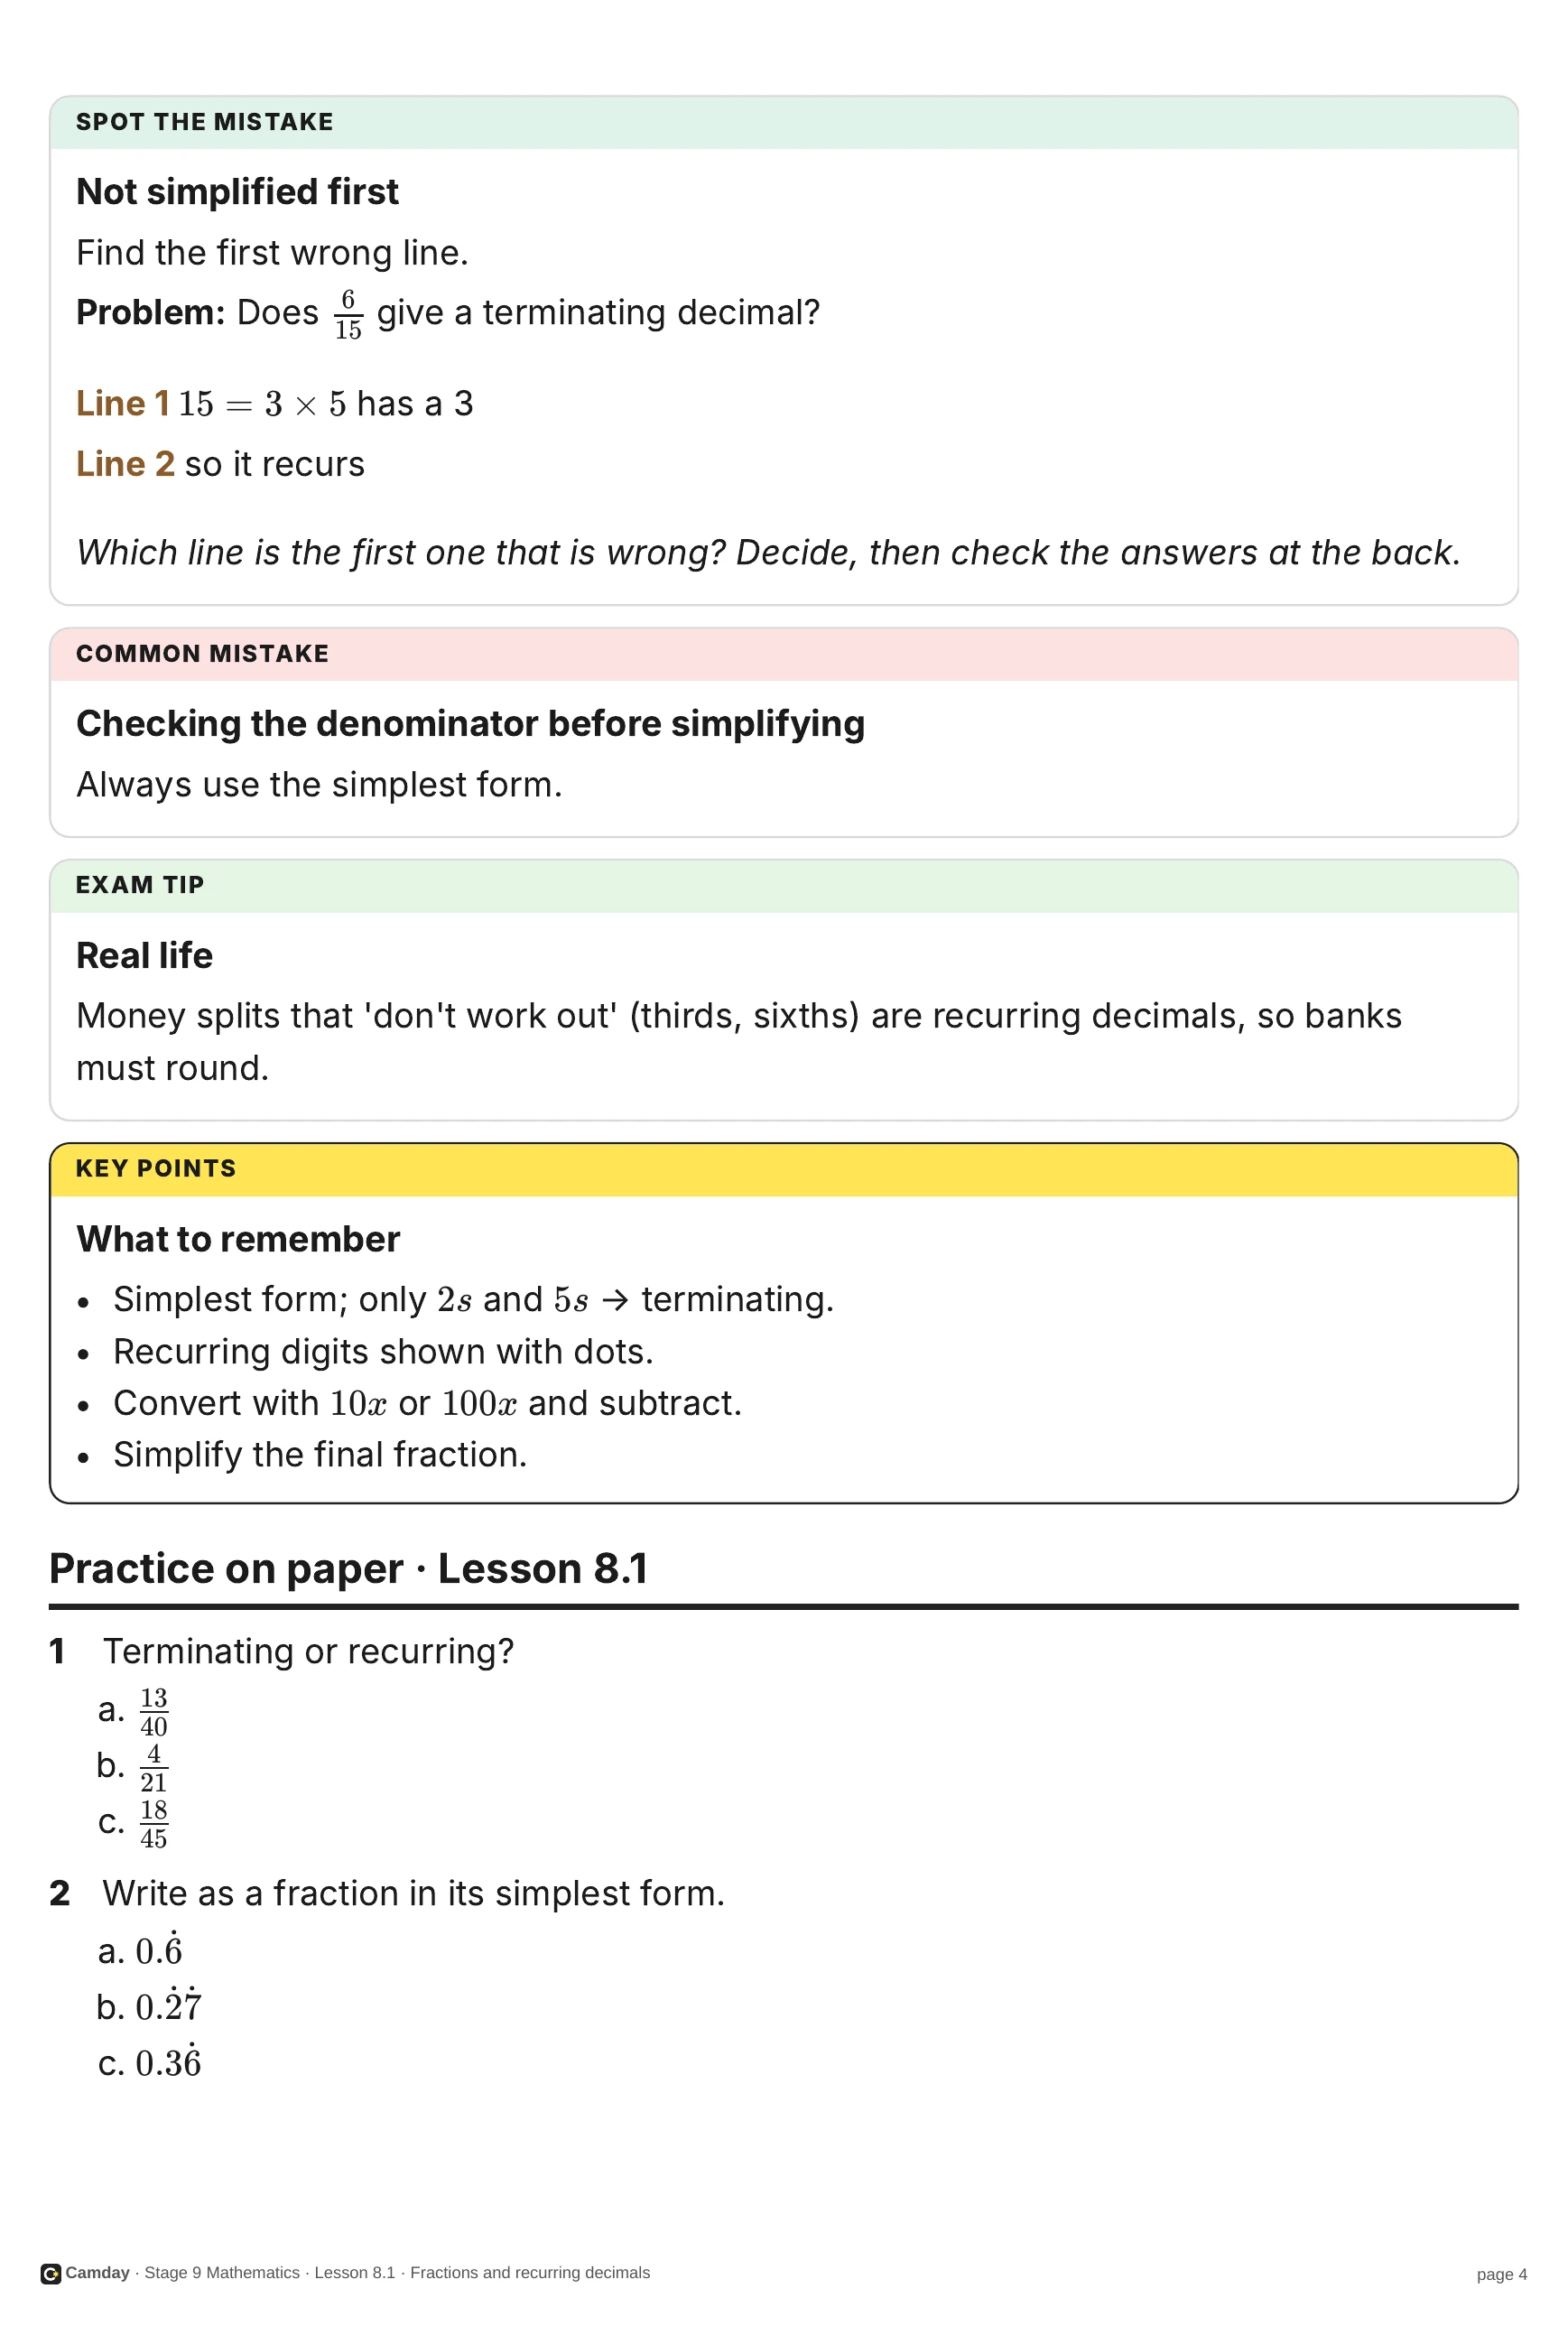 SPOT THE MISTAKE
Not simplified first
Find the first wrong line.
Problem: Does 6/15 give a terminating decimal?
Line 1 15 = 3 × 5 has a 3
Line 2 so it recurs
Which line is the first one that is wrong? Decide, then check the answers at the back.
COMMON MISTAKE
Checking the denominator before simplifying
Always use the simplest form.
EXAM TIP
Real life
Money splits that 'don't work out' (thirds, sixths) are recurring decimals, so banks
must round.
KEY POINTS
What to remember
• Simplest form; only 2s and 5s → terminating.
• Recurring digits shown with dots.
• Convert with 10x or 100x and subtract.
• Simplify the final fraction.
Practice on paper · Lesson 8.1
1 Terminating or recurring?
a. 13/40
b. 4/21
c. 18/45
2 Write as a fraction in its simplest form.
a. 0.6̇
b. 0.2̇7̇
c. 0.36̇
Camday · Stage 9 Mathematics · Lesson 8.1 · Fractions and recurring decimals
page 4